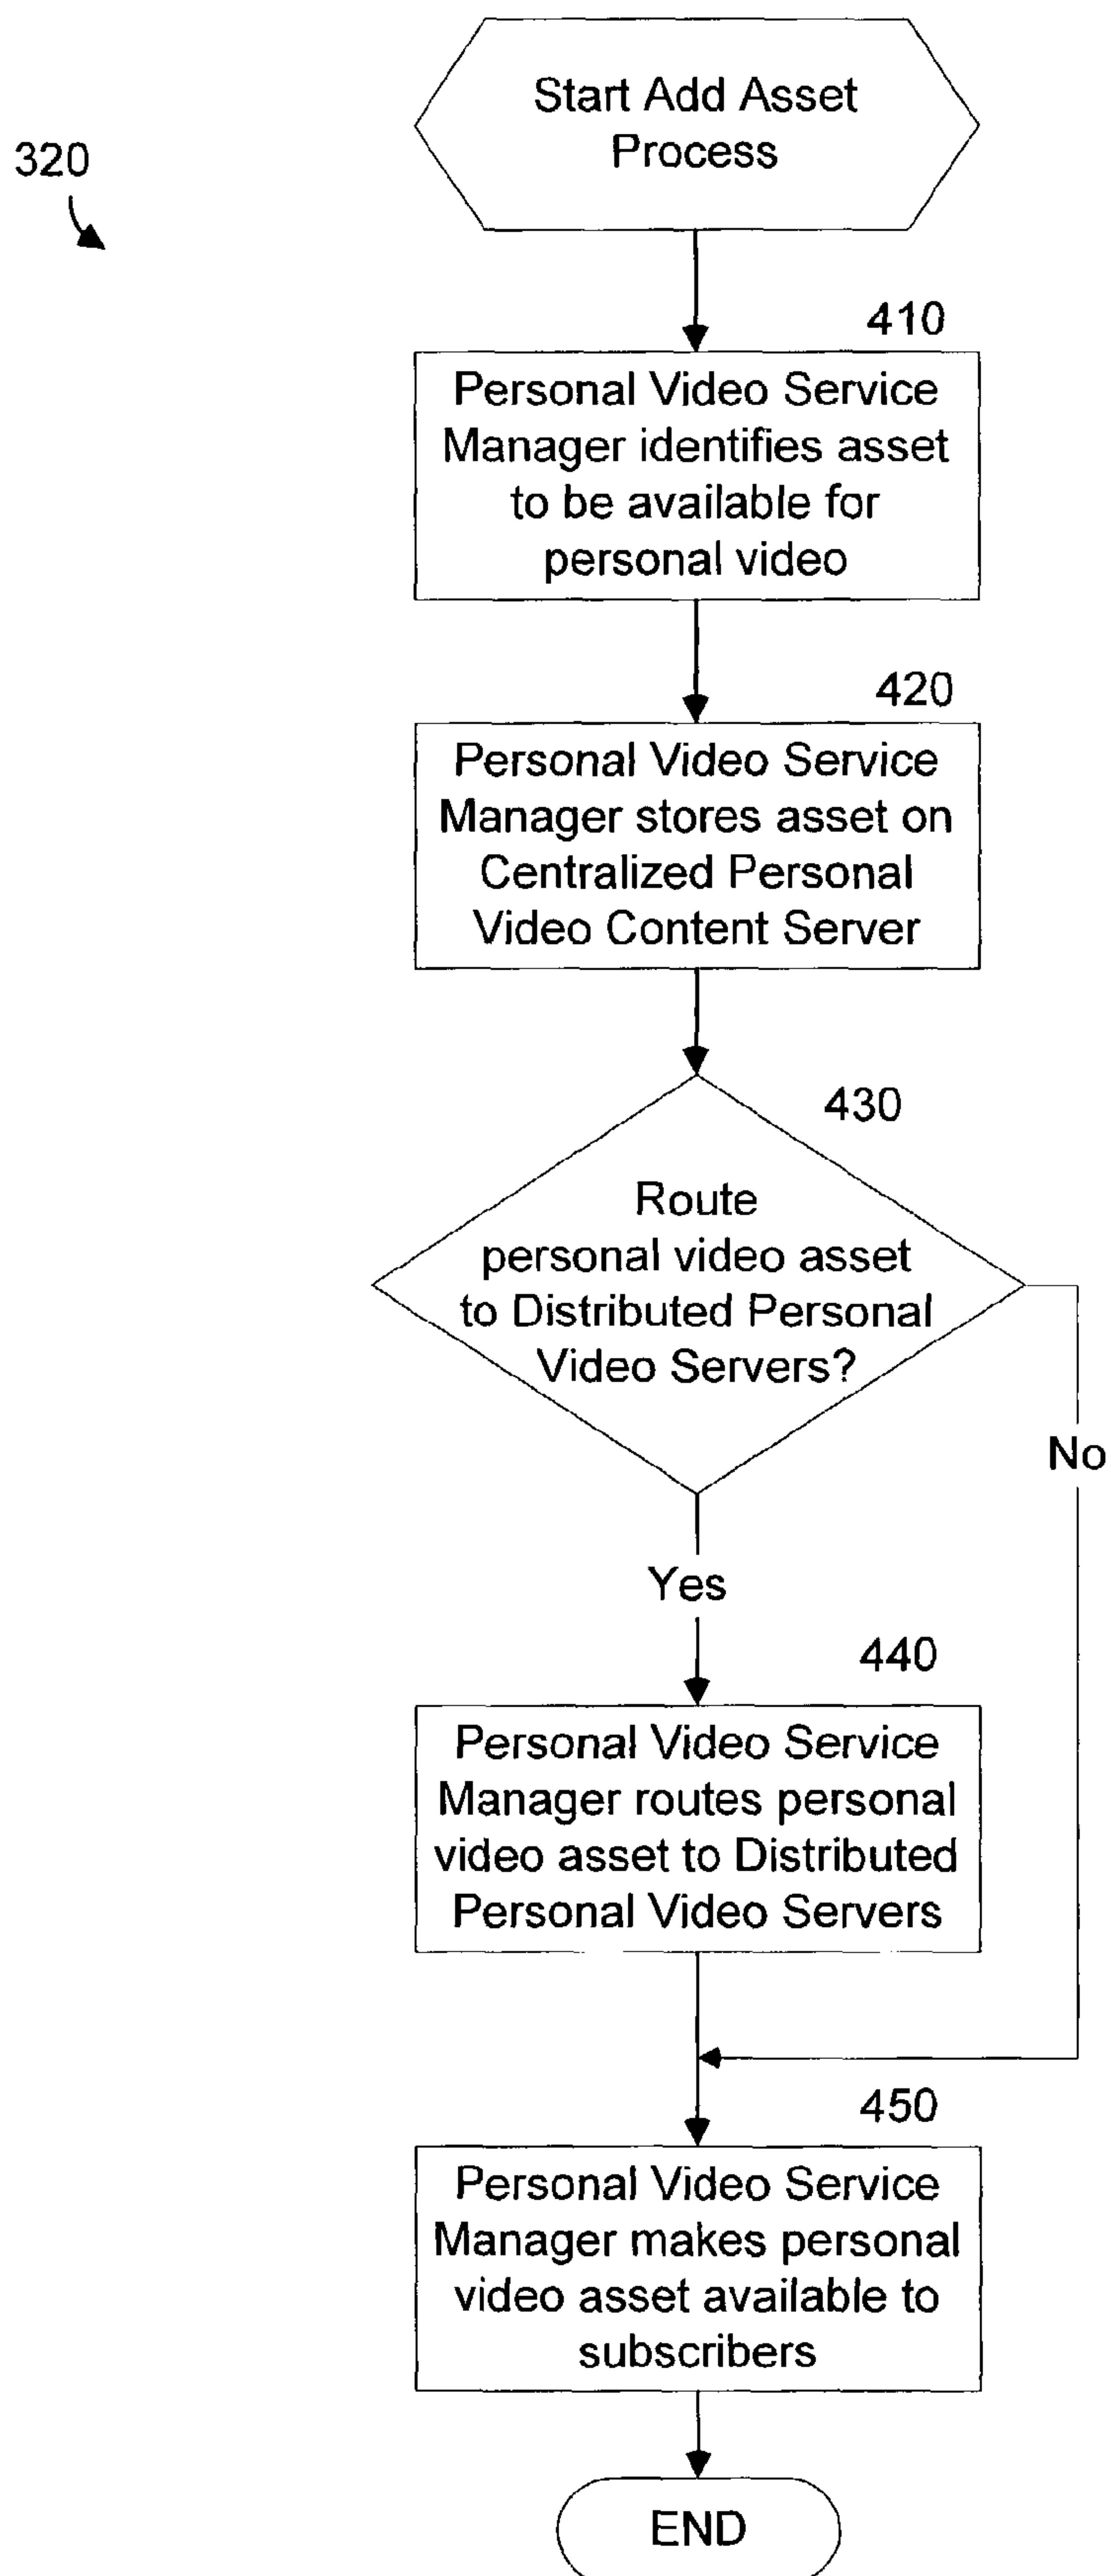 Start Add Asset
Process
320
410
Personal Video Service
Manager identifies asset
to be available for
personal video
420
Personal Video Service
Manager stores asset on
Centralized Personal
Video Content Server
430
Route
personal video asset
to Distributed Personal
Video Servers?
No
Yes
440
Personal Video Service
Manager routes personal
video asset to Distributed
Personal Video Servers
450
Personal Video Service
Manager makes personal
video asset available to
subscribers
END